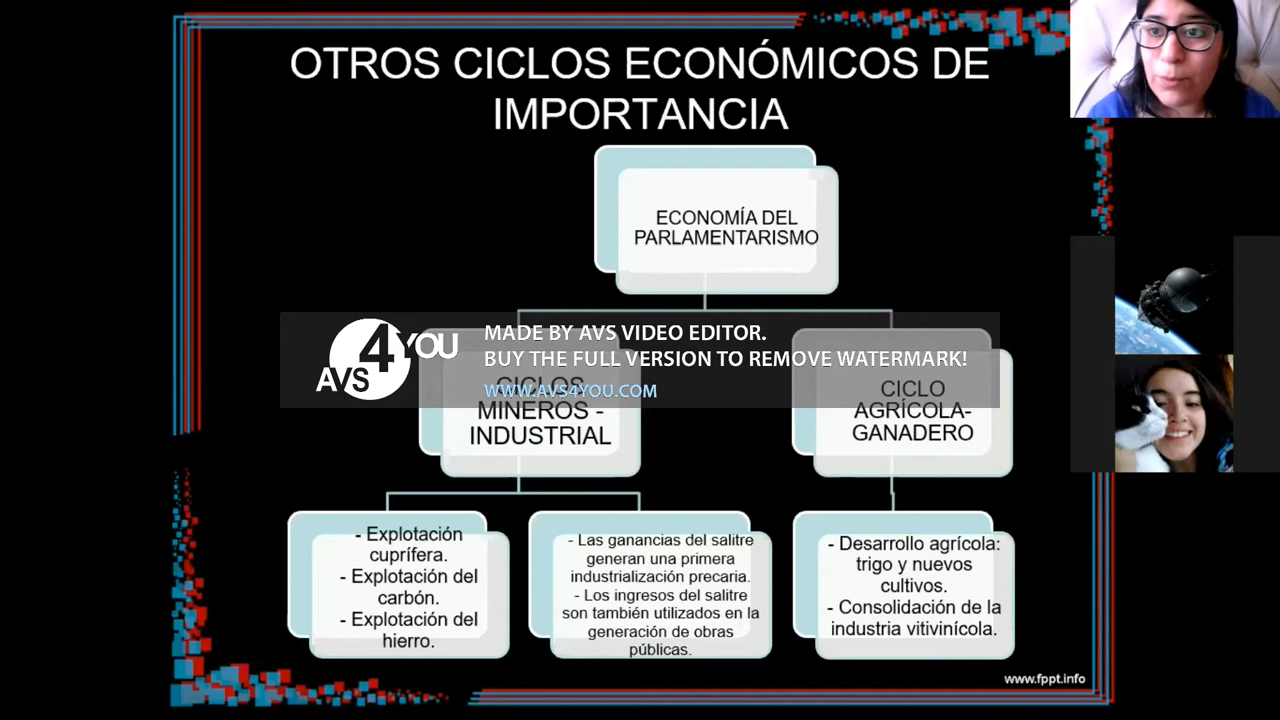 OTROS CICLOS ECONÓMICOS DE
IMPORTANCIA
ECONOMÍA DEL
PARLAMENTARISMO
AVS4YOU
MADE BY AVS VIDEO EDITOR.
BUY THE FULL VERSION TO REMOVE WATERMARK!
WWW.AVS4YOU.COM
CICLOS
MINEROS -
INDUSTRIAL
CICLO
AGRÍCOLA-
GANADERO
- Explotación
cuprífera.
- Explotación del
carbón.
- Explotación del
hierro.
- Las ganancias del salitre
generan una primera
industrialización precaria.
- Los ingresos del salitre
son también utilizados en la
generación de obras
públicas.
- Desarrollo agrícola:
trigo y nuevos
cultivos.
- Consolidación de la
industria vitivinícola.
www.fppt.info